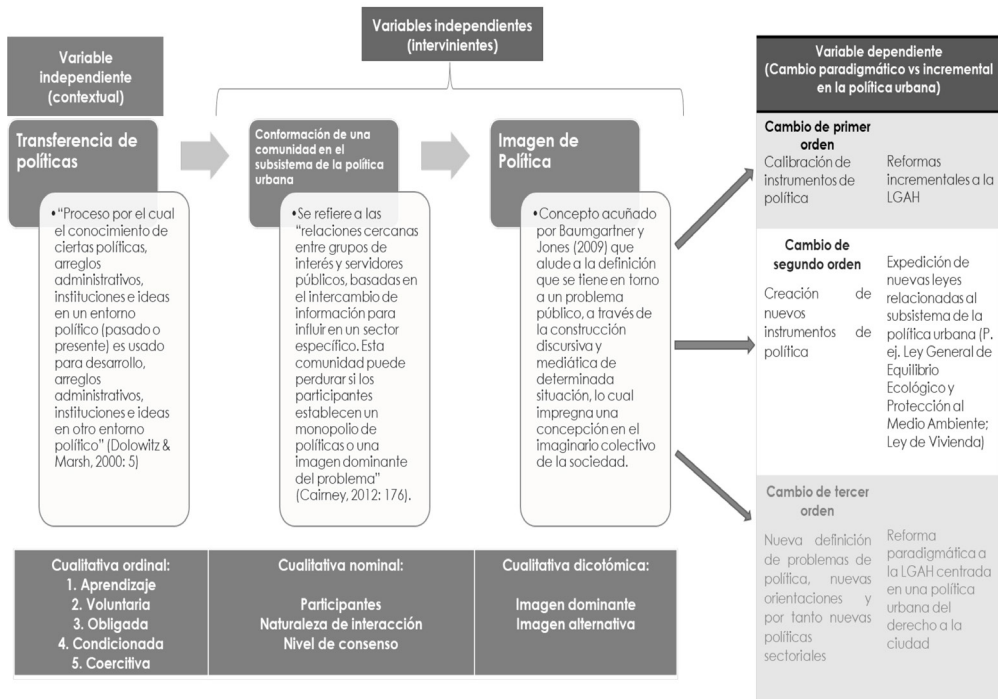 Variable
independiente
(contextual)
Variables independientes
(intervinientes)
Transferencia de
políticas
•"Proceso por el cual
el conocimiento de
ciertas políticas,
arreglos
administrativos,
instituciones e ideas
en un entorno
político (pasado o
presente) es usado
para desarrollo,
arreglos
administrativos,
instituciones e ideas
en otro entorno
político" (Dolowitz &
Marsh, 2000: 5)
Conformación de una
comunidad en el
subsistema de la política
urbana
•Se refiere a las
"relaciones cercanas
entre grupos de
interés y servidores
públicos, basadas en
el intercambio de
información para
influir en un sector
específico. Esta
comunidad puede
perdurar si los
participantes
establecen un
monopolio de
políticas o una
imagen dominante
del problema"
(Cairney, 2012: 176).
Imagen de
Política
•Concepto acuñado
por Baumgartner y
Jones (2009) que
alude a la definición
que se tiene en torno
a un problema
público, a través de
la construcción
discursiva y
mediática de
determinada
situación, lo cual
impregna una
concepción en el
imaginario colectivo
de la sociedad.
Cualitativa ordinal:
1. Aprendizaje
2. Voluntaria
3. Obligada
4. Condicionada
5. Coercitiva
Cualitativa nominal:
Participantes
Naturaleza de interacción
Nivel de consenso
Cualitativa dicotómica:
Imagen dominante
Imagen alternativa
Variable dependiente
(Cambio paradigmático vs incremental
en la política urbana)
Cambio de primer
orden
Calibración de
instrumentos de
política
Reformas
incrementales a la
LGAH
Cambio de
segundo orden
Creación de
nuevos
instrumentos de
política
Expedición de
nuevas leyes
relacionadas al
subsistema de la
política urbana (P.
ej. Ley General de
Equilibrio
Ecológico y
Protección al
Medio Ambiente;
Ley de Vivienda)
Cambio de tercer
orden
Nueva definición
de problemas de
política, nuevas
orientaciones y
por tanto nuevas
políticas
sectoriales
Reforma
paradigmática a
la LGAH centrada
en una política
urbana del
derecho a la
ciudad